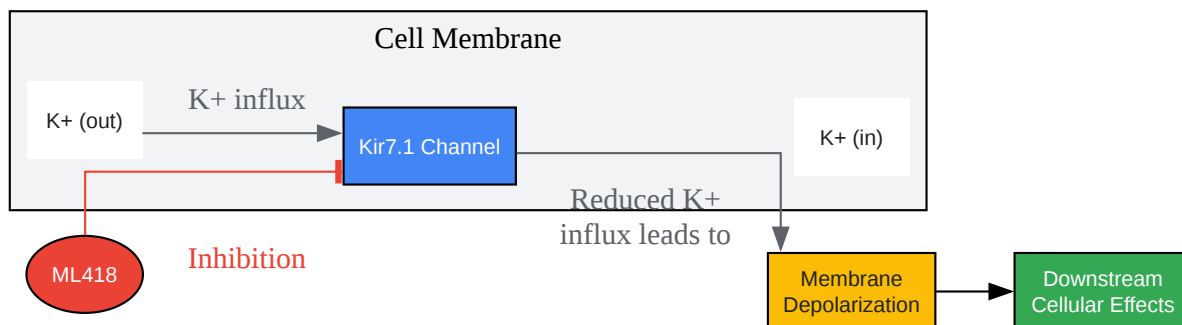 Cell Membrane
K+ (out)
K+ influx
Kir7.1 Channel
K+ (in)
Reduced K+
influx leads to
ML418
Inhibition
Membrane
Depolarization
Downstream
Cellular Effects